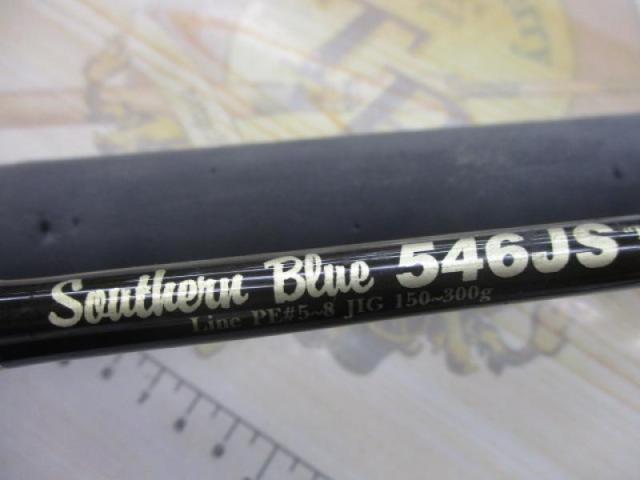 Southern Blue 546JS
Line PE#5~8 JIG 150~300g